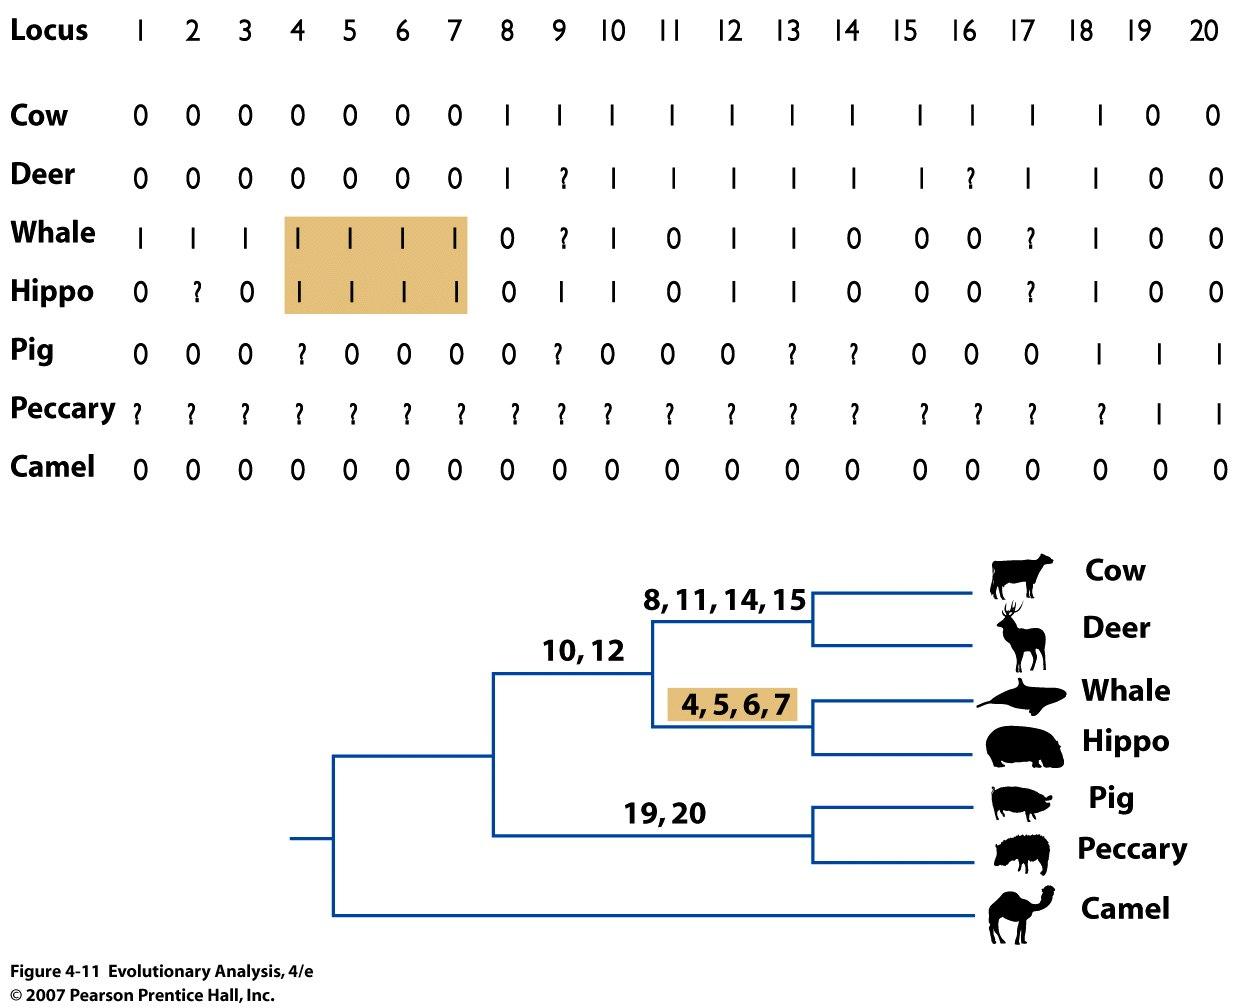 Locus 1 2 3 4 5 6 7 8 9 10 11 12 13 14 15 16 17 18 19 20
Cow 0 0 0 0 0 0 0 1 1 1 1 1 1 1 1 1 1 1 0 0
Deer 0 0 0 0 0 0 0 1 ? 1 1 1 1 1 1 ? 1 1 0 0
Whale 1 1 1 1 1 1 1 0 ? 1 0 1 1 0 0 0 ? 1 0 0
Hippo 0 ? 0 1 1 1 1 0 1 1 0 1 1 0 0 0 ? 1 0 0
Pig 0 0 0 ? 0 0 0 0 ? 0 0 0 ? ? 0 0 0 1 1 1
Peccary ? ? ? ? ? ? ? ? ? ? ? ? ? ? ? ? ? ? 1 1
Camel 0 0 0 0 0 0 0 0 0 0 0 0 0 0 0 0 0 0 0 0
Cow
8, 11, 14, 15
Deer
10, 12
Whale
4, 5, 6, 7
Hippo
Pig
19, 20
Peccary
Camel
Figure 4-11 Evolutionary Analysis, 4/e
© 2007 Pearson Prentice Hall, Inc.